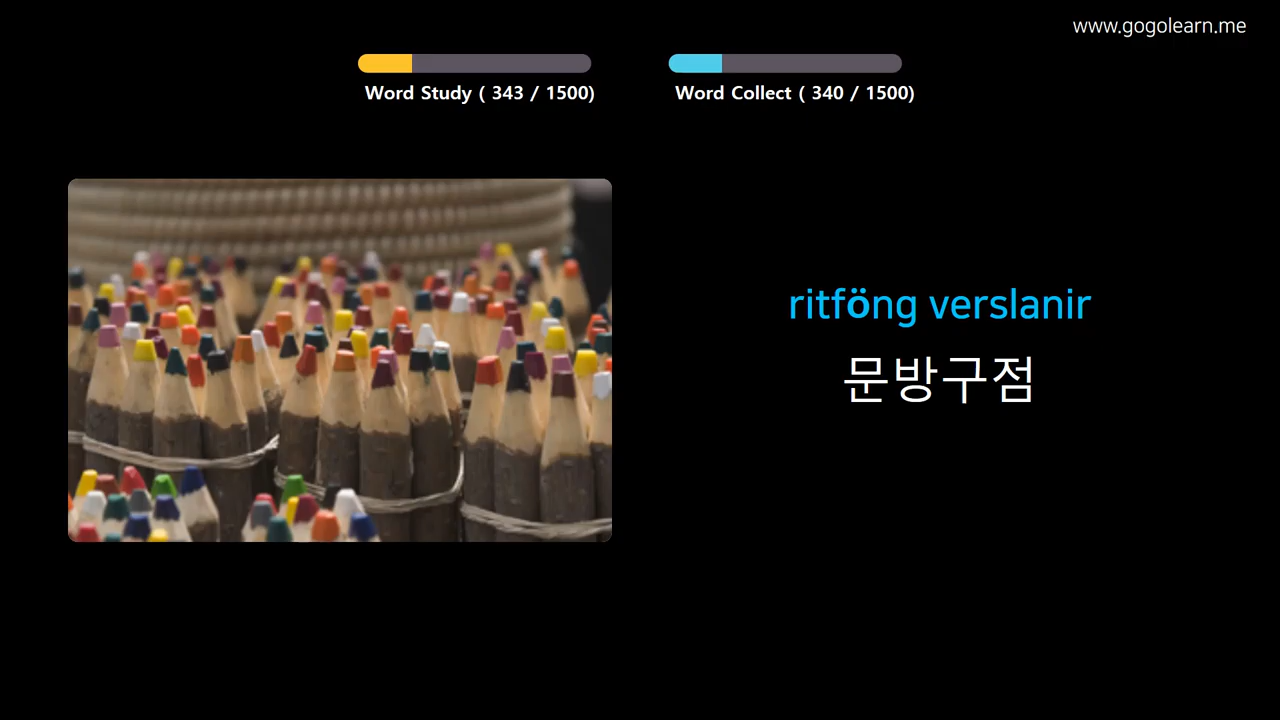 www.gogolearn.me
Word Study ( 343 / 1500)
Word Collect ( 340 / 1500)
ritföng verslanir
문방구점